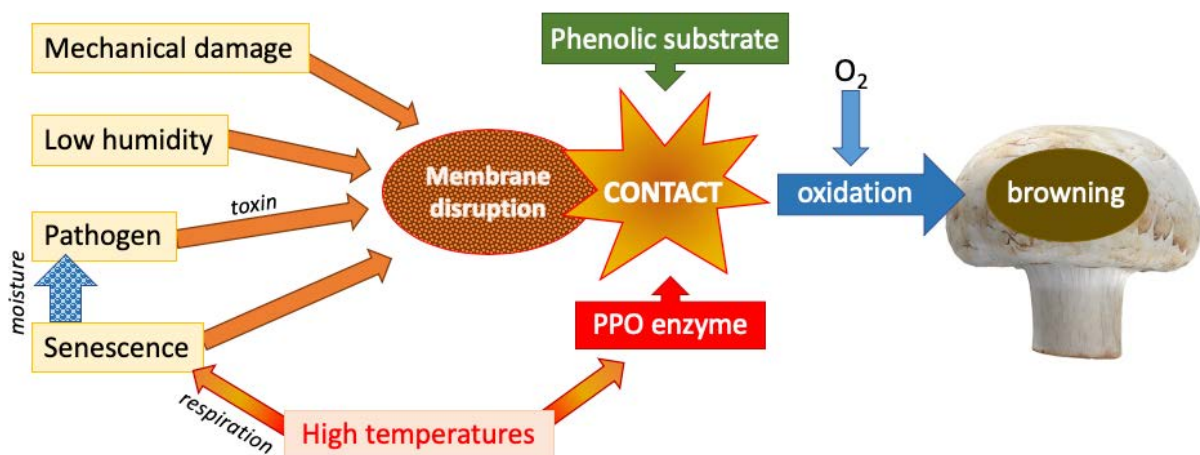 Mechanical damage
Phenolic substrate
O₂
Low humidity
Membrane
disruption
CONTACT
oxidation
browning
toxin
Pathogen
moisture
PPO enzyme
Senescence
respiration
High temperatures